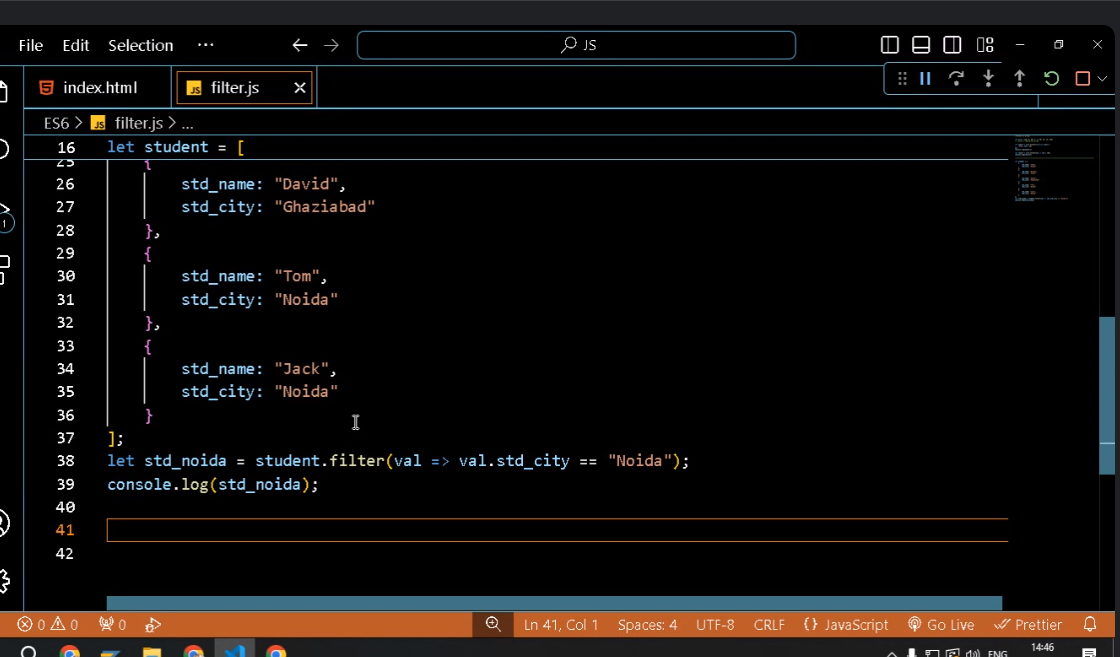 File Edit Selection ···
JS
index.html
filter.js
ES6 > filter.js > ...
16 let student = [
25 {
26 std_name: "David",
27 std_city: "Ghaziabad"
28 },
29 {
30 std_name: "Tom",
31 std_city: "Noida"
32 },
33 {
34 std_name: "Jack",
35 std_city: "Noida"
36 }
37 ];
38 let std_noida = student.filter(val => val.std_city == "Noida");
39 console.log(std_noida);
40
41
42
1
0 0 0 Ln 41, Col 1 Spaces: 4 UTF-8 CRLF {} JavaScript Go Live Prettier
ENG 14:46